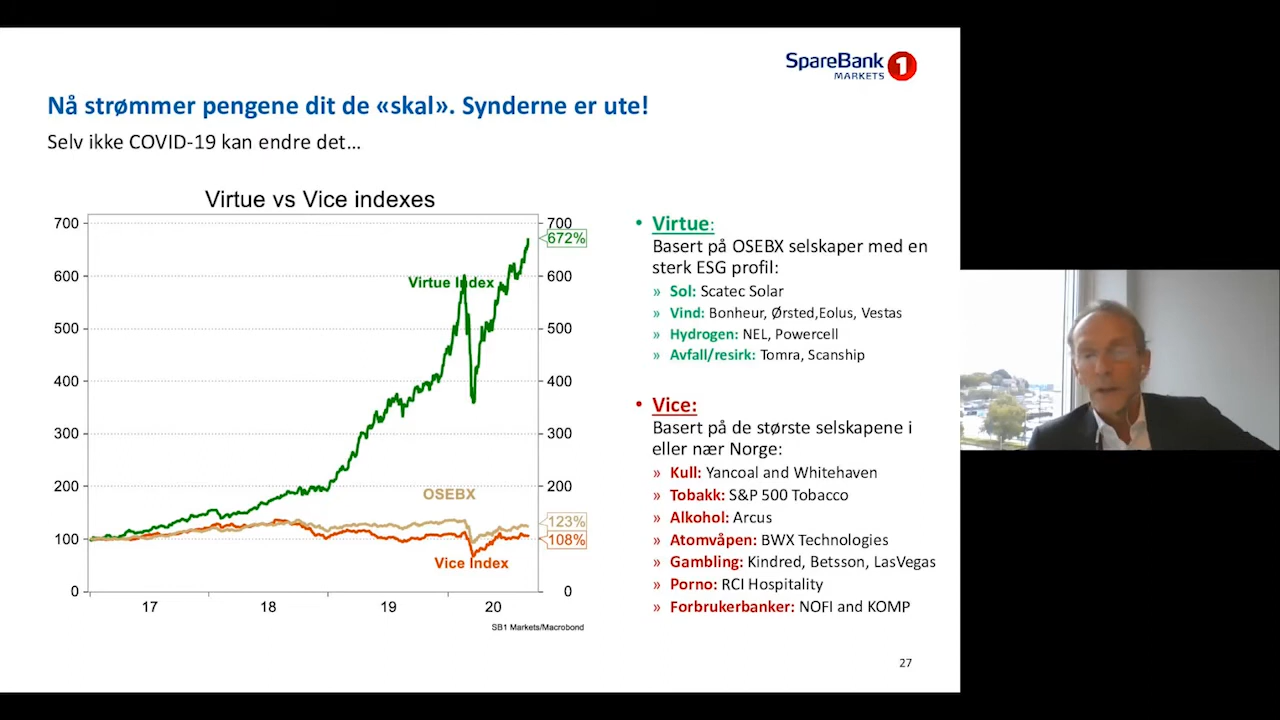 SpareBank 1
MARKETS
Nå strømmer pengene dit de «skal». Synderne er ute!
Selv ikke COVID-19 kan endre det...
Virtue vs Vice indexes
700 700
672%
600 600
Virtue Index
500 500
400 400
300 300
200 200
OSEBX
123%
100 108%
Vice Index
0 0
17 18 19 20
SB1 Markets/Macrobond
• Virtue:
Basert på OSEBX selskaper med en
sterk ESG profil:
» Sol: Scatec Solar
» Vind: Bonheur, Ørsted,Eolus, Vestas
» Hydrogen: NEL, Powercell
» Avfall/resirk: Tomra, Scanship
• Vice:
Basert på de største selskapene i
eller nær Norge:
» Kull: Yancoal and Whitehaven
» Tobakk: S&P 500 Tobacco
» Alkohol: Arcus
» Atomvåpen: BWX Technologies
» Gambling: Kindred, Betsson, LasVegas
» Porno: RCI Hospitality
» Forbrukerbanker: NOFI and KOMP
27